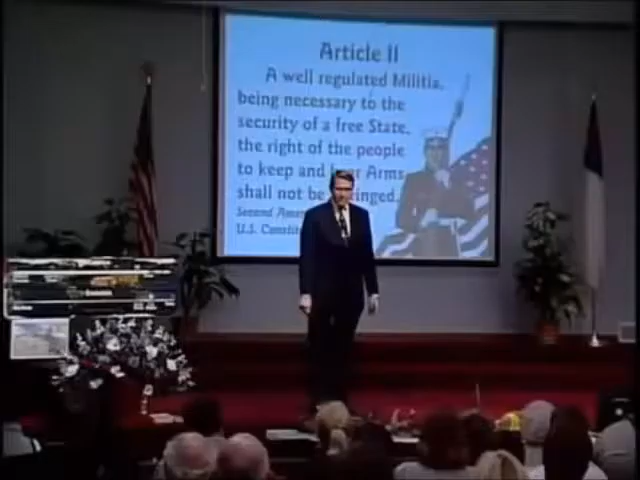 Article II
A well regulated Militia,
being necessary to the
security of a free State,
the right of the people
to keep and Arms
shall not be
Second
U.S.